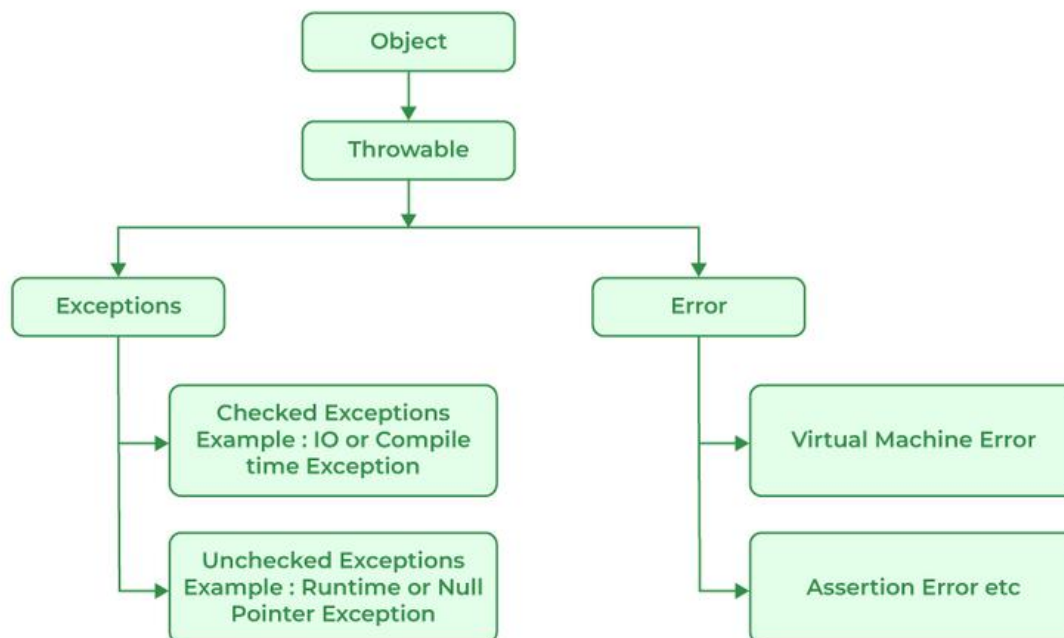 Object
Throwable
Exceptions
Error
Checked Exceptions
Example : IO or Compile
time Exception
Virtual Machine Error
Unchecked Exceptions
Example : Runtime or Null
Pointer Exception
Assertion Error etc